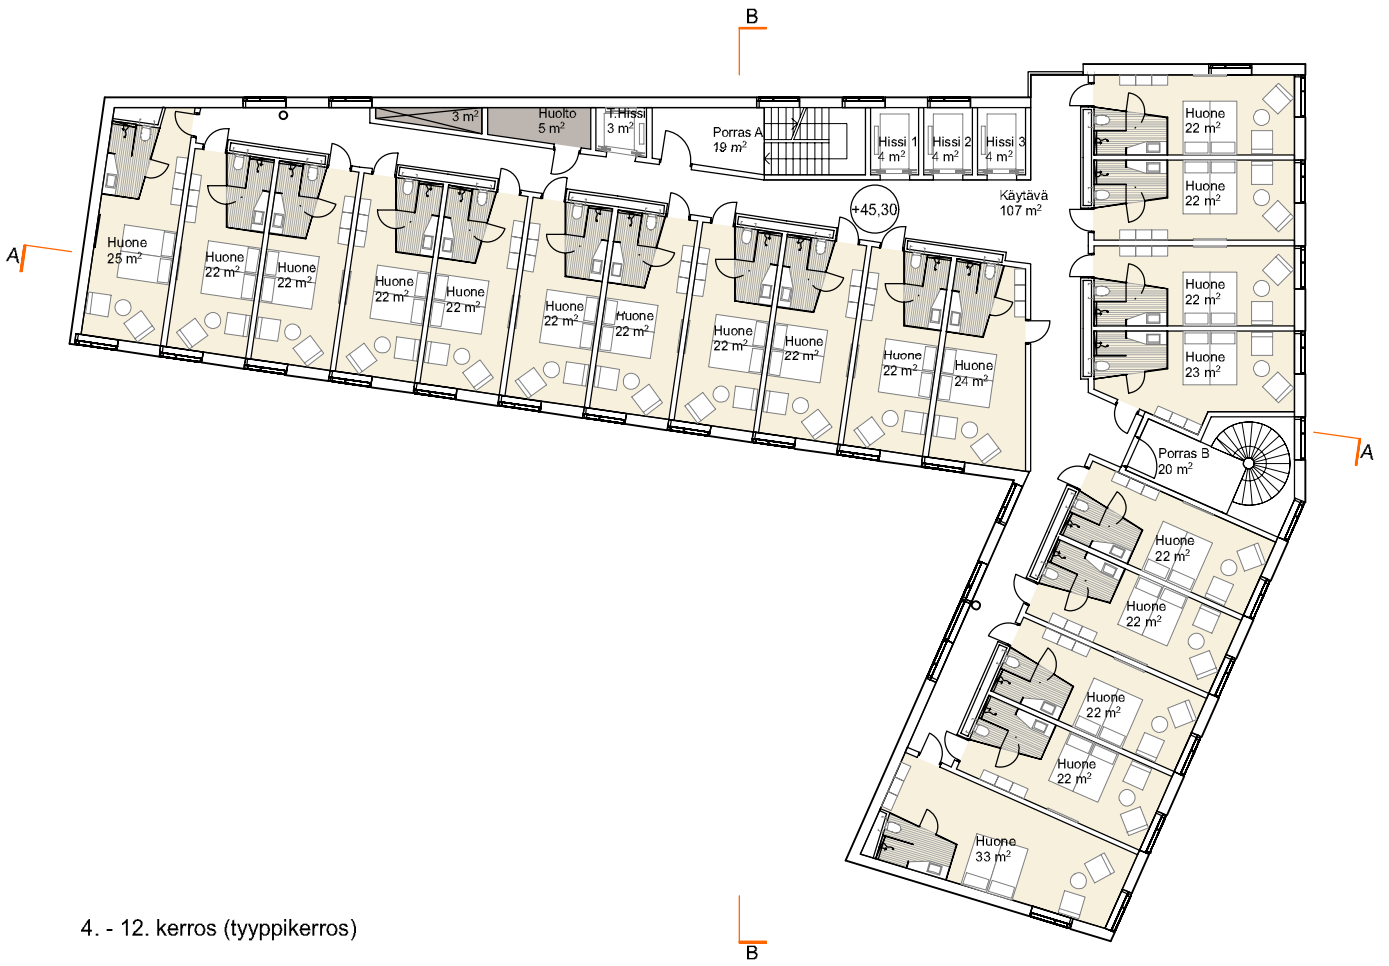 B
3 m²
Huolto
5 m²
T.Hissi
3 m²
Porras A
19 m²
Hissi 1
4 m²
Hissi 2
4 m²
Hissi 3
4 m²
Huone
22 m²
Huone
22 m²
Käytävä
107 m²
+45,30
A
Huone
25 m²
Huone
22 m²
Huone
22 m²
Huone
22 m²
Huone
22 m²
Huone
22 m²
Huone
22 m²
Huone
22 m²
Huone
22 m²
Huone
22 m²
Huone
24 m²
Huone
22 m²
Huone
23 m²
Porras B
20 m²
A
Huone
22 m²
Huone
22 m²
Huone
22 m²
Huone
22 m²
Huone
33 m²
4. - 12. kerros (tyyppikerros)
B